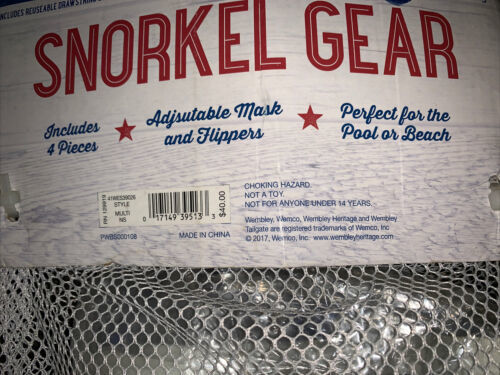 INCLUDES REUSEABLE DRAWSTRING
SNORKEL GEAR
Includes
4 Pieces
Adjsutable Mask
and Flippers
Perfect for the
Pool or Beach
RN 129919
41WES39026
STYLE
MULTI
NS
0 17149 39513 3
$40.00
PWBS000108
MADE IN CHINA
CHOKING HAZARD.
NOT A TOY.
NOT FOR ANYONE UNDER 14 YEARS.
Wembley, Wemco, Wembley Heritage and Wembley
Tailgate are registered trademarks of Wemco, Inc
© 2017, Wemco, Inc. www.wembleyheritage.com